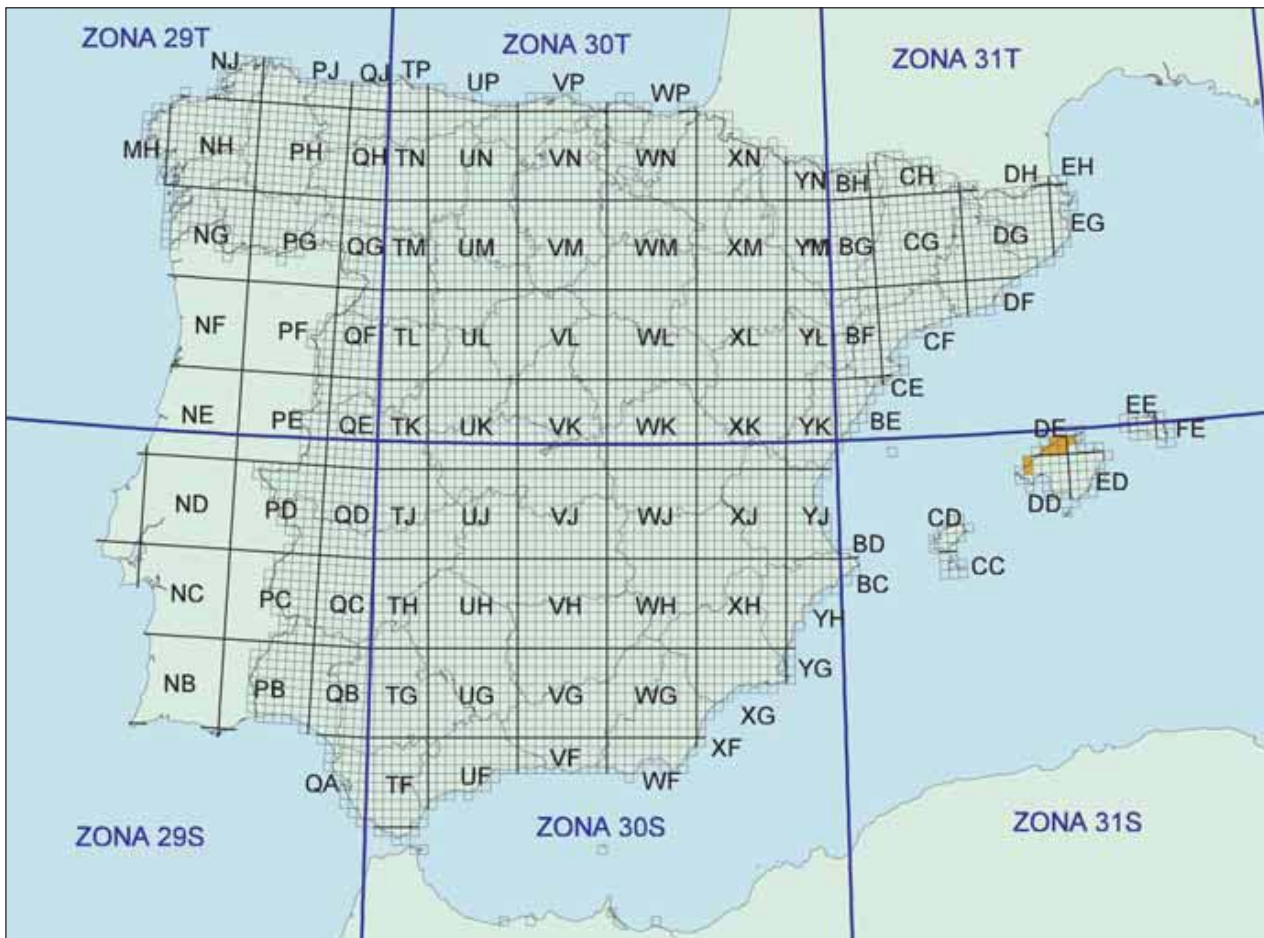 ZONA 29T
ZONA 30T
ZONA 31T
NJ PJ QJ TP UP VP WP
MH NH PH QH TN UN VN WN XN YN BH CH DH EH
NG PG QG TM UM VM WM XM YM BG CG DG EG
NF PF QF TL UL VL WL XL YL BF CF DF
NE PE QE TK UK VK WK XK YK BE CE DE EE FE
ND PD QD TJ UJ VJ WJ XJ YJ BD CD DD ED
NC PC QC TH UH VH WH XH YH BC CC
NB PB QB TG UG VG WG XG YG
QA TF UF VF WF XF
ZONA 29S
ZONA 30S
ZONA 31S